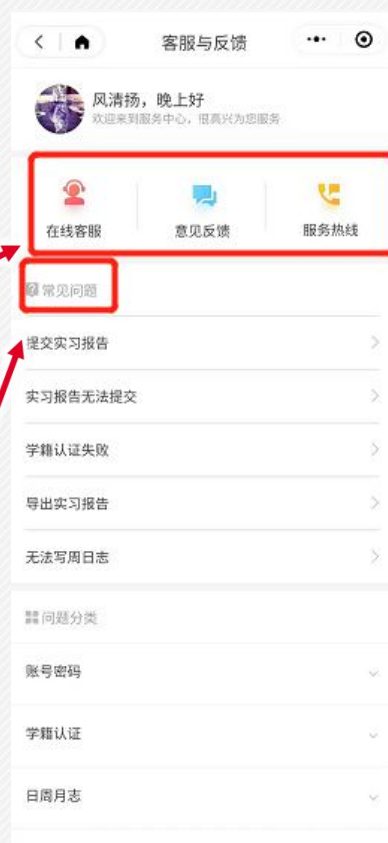 客服与反馈
风清扬，晚上好
欢迎来到服务中心，很高兴为您服务
在线客服 意见反馈 服务热线
常见问题
提交实习报告
实习报告无法提交
学籍认证失败
导出实习报告
无法写周日志
问题分类
账号密码
学籍认证
日周月志